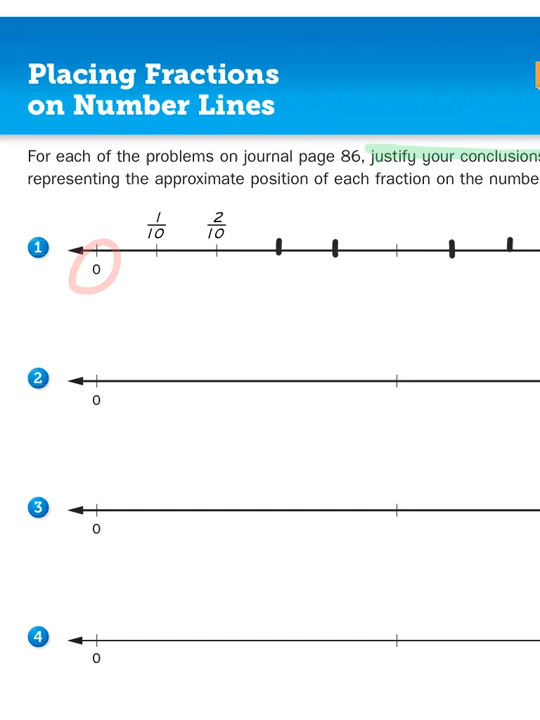 Placing Fractions
on Number Lines
For each of the problems on journal page 86, justify your conclusions
representing the approximate position of each fraction on the numbe
1/10 2/10
1
0
2
0
3
0
4
0